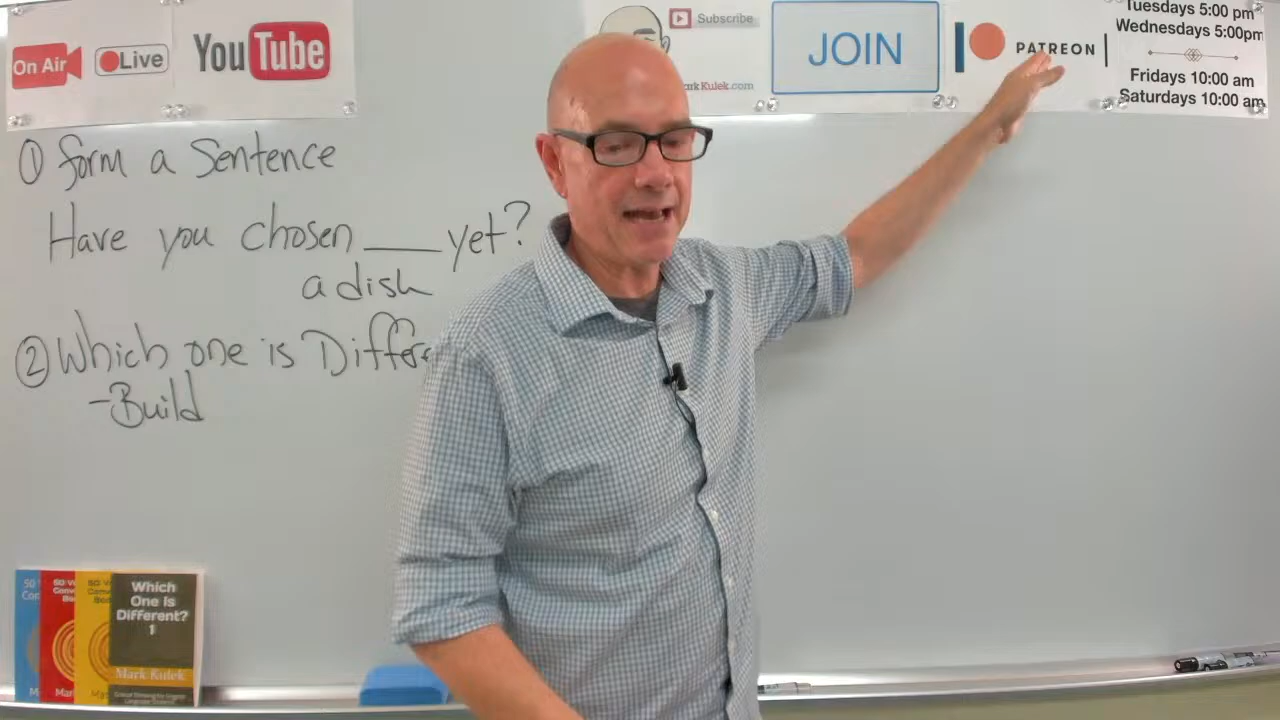 On Air
Live
YouTube
Subscribe
JOIN
PATREON
Tuesdays 5:00 pm
Wednesdays 5:00pm
Fridays 10:00 am
Saturdays 10:00 am
① form a Sentence
Have you chosen ____ yet?
a dish
② Which one is
-Build
Which
One Is
Different?
1
Mark Kulek